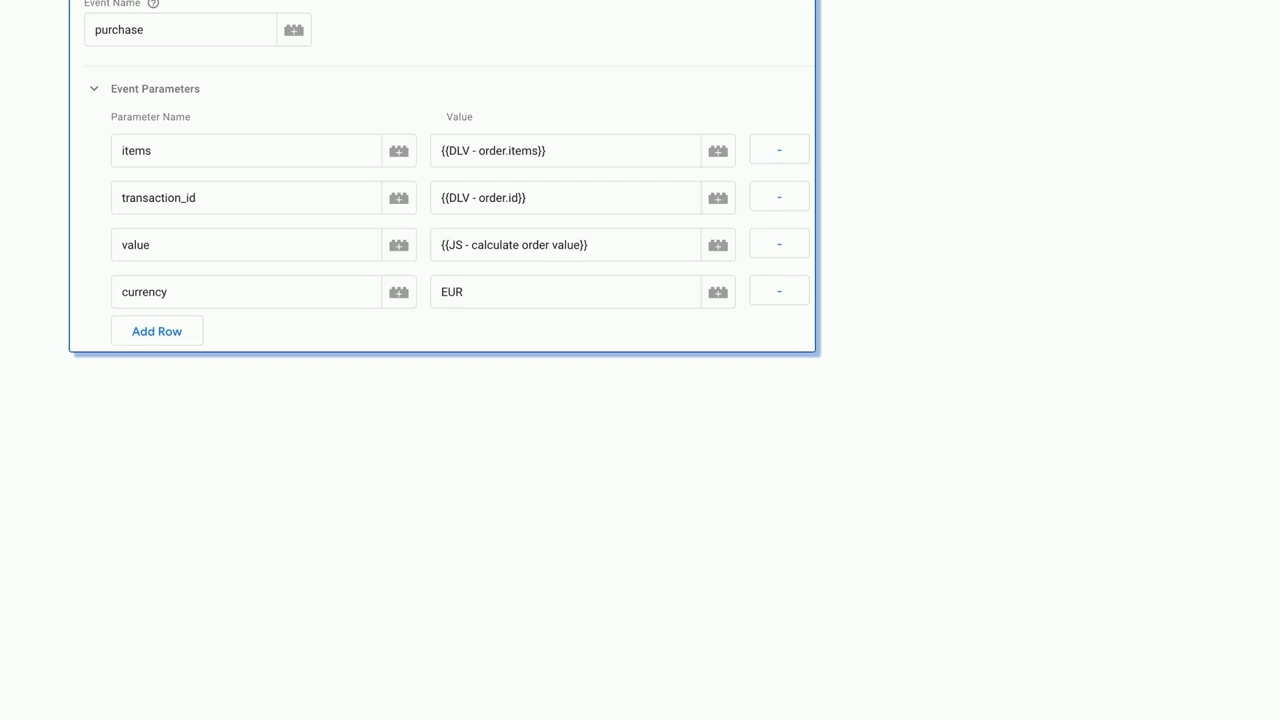 Event Name ?
purchase
Event Parameters
Parameter Name Value
items {{DLV - order.items}} -
transaction_id {{DLV - order.id}} -
value {{JS - calculate order value}} -
currency EUR -
Add Row